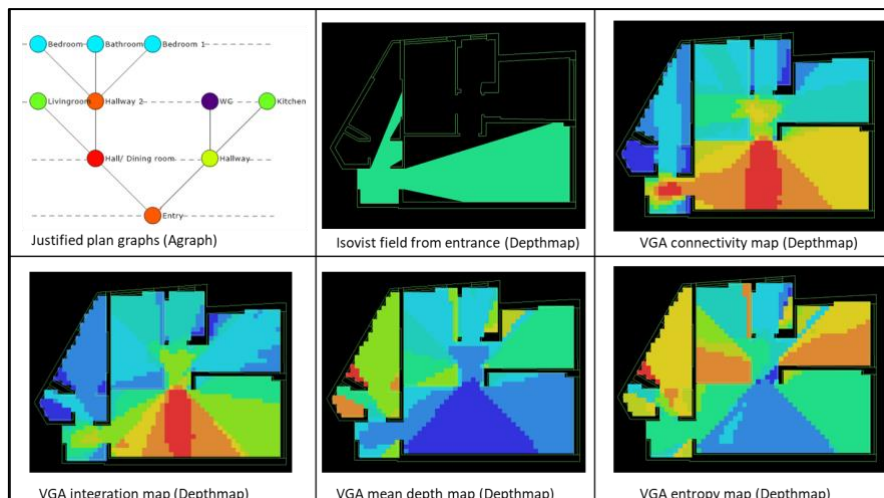 Bedroom Bathroom Bedroom 1
Livingroom Hallway 2 WC Kitchen
Hall/ Dining room Hallway
Entry
Justified plan graphs (Agraph) Isovist field from entrance (Depthmap) VGA connectivity map (Depthmap)
VGA integration map (Depthmap) VGA mean depth map (Depthmap) VGA entropy map (Depthmap)